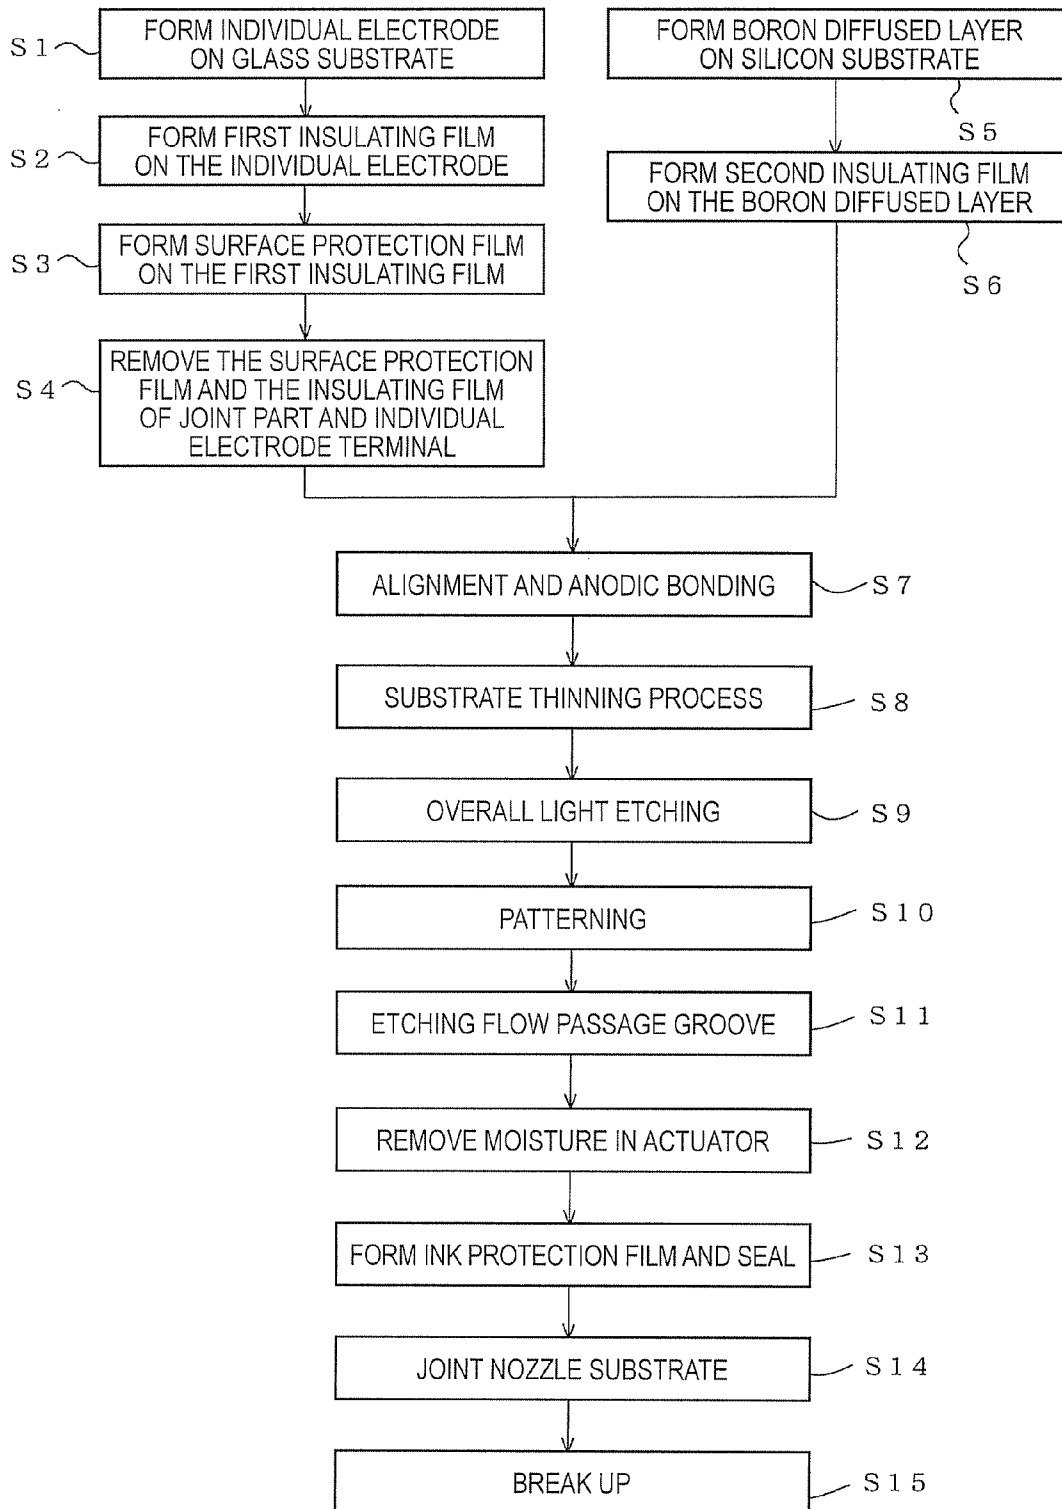 S1
FORM INDIVIDUAL ELECTRODE
ON GLASS SUBSTRATE
S2
FORM FIRST INSULATING FILM
ON THE INDIVIDUAL ELECTRODE
S3
FORM SURFACE PROTECTION FILM
ON THE FIRST INSULATING FILM
S4
REMOVE THE SURFACE PROTECTION
FILM AND THE INSULATING FILM
OF JOINT PART AND INDIVIDUAL
ELECTRODE TERMINAL
FORM BORON DIFFUSED LAYER
ON SILICON SUBSTRATE
S5
FORM SECOND INSULATING FILM
ON THE BORON DIFFUSED LAYER
S6
ALIGNMENT AND ANODIC BONDING
S7
SUBSTRATE THINNING PROCESS
S8
OVERALL LIGHT ETCHING
S9
PATTERNING
S10
ETCHING FLOW PASSAGE GROOVE
S11
REMOVE MOISTURE IN ACTUATOR
S12
FORM INK PROTECTION FILM AND SEAL
S13
JOINT NOZZLE SUBSTRATE
S14
BREAK UP
S15